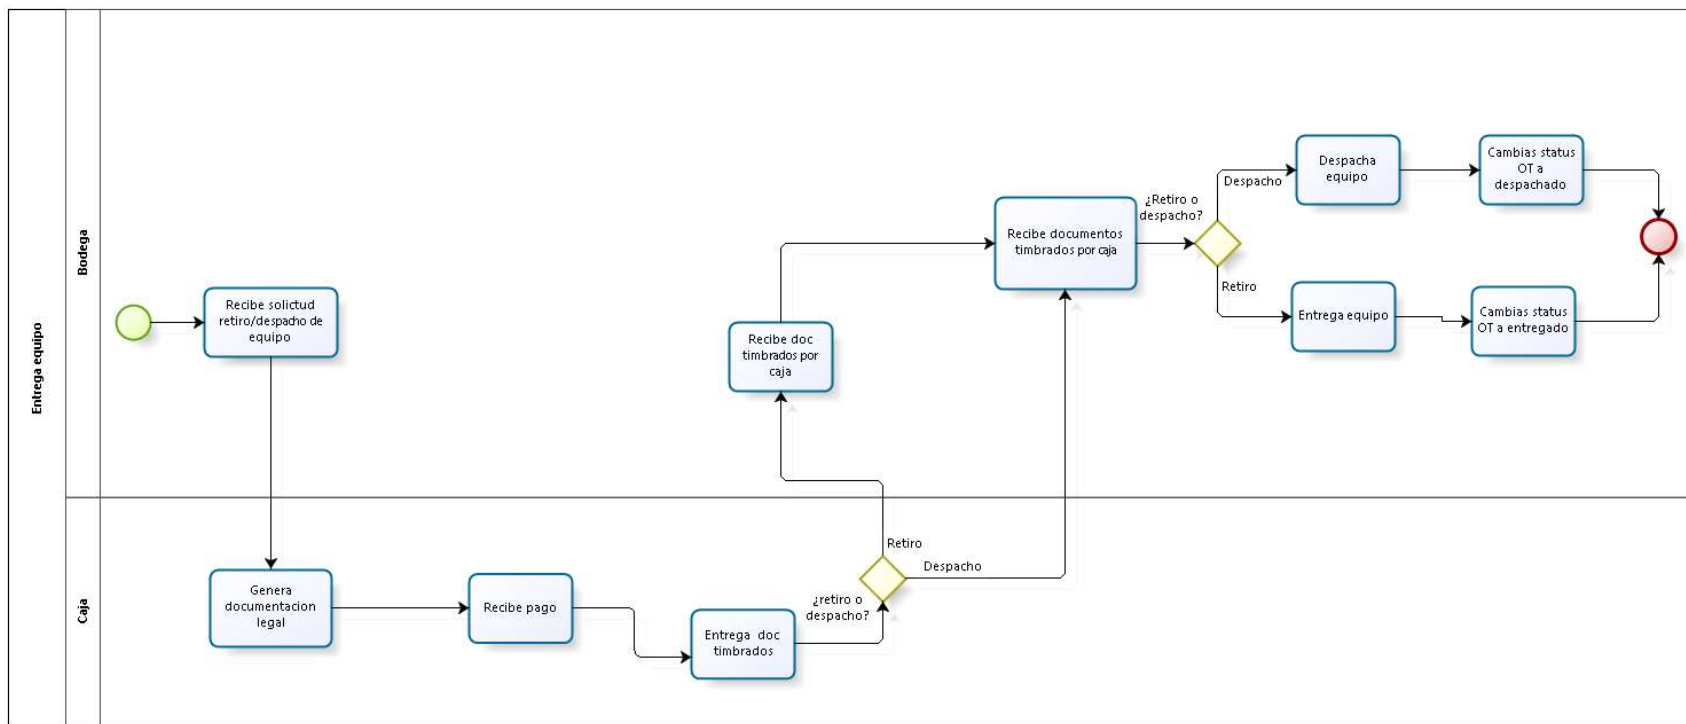 Entrega equipo
Bodega
Recibe solictud
retiro/despacho de
equipo
Recibe doc
timbrados por
caja
Recibe documentos
timbrados por caja
¿Retiro o
despacho?
Despacho
Retiro
Despacha
equipo
Cambias status
OT a
despachado
Entrega equipo
Cambias status
OT a entregado
Caja
Genera
documentacion
legal
Recibe pago
Entrega doc
timbrados
¿retiro o
despacho?
Retiro
Despacho